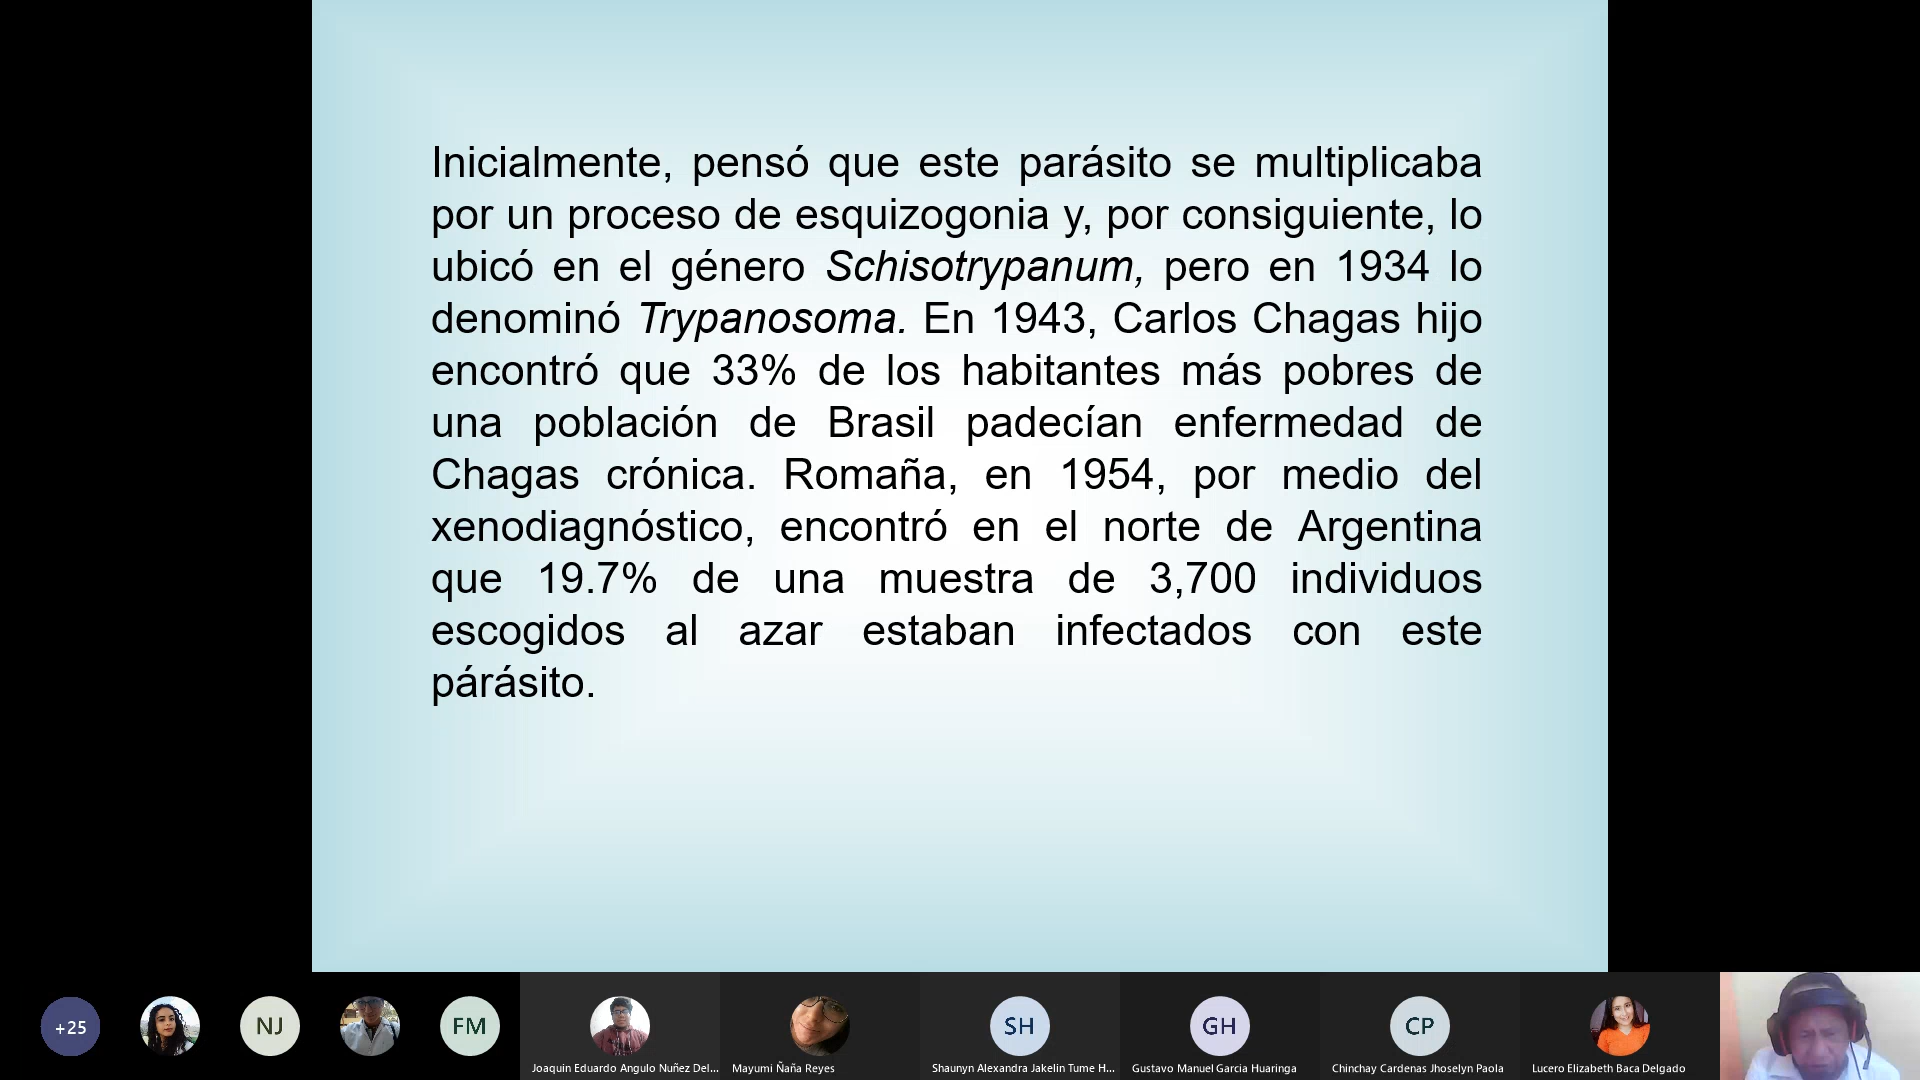 Inicialmente, pensó que este parásito se multiplicaba
por un proceso de esquizogonia y, por consiguiente, lo
ubicó en el género Schisotrypanum, pero en 1934 lo
denominó Trypanosoma. En 1943, Carlos Chagas hijo
encontró que 33% de los habitantes más pobres de
una población de Brasil padecían enfermedad de
Chagas crónica. Romaña, en 1954, por medio del
xenodiagnóstico, encontró en el norte de Argentina
que 19.7% de una muestra de 3,700 individuos
escogidos al azar estaban infectados con este
párásito.
+25
NJ
FM
SH
GH
CP
Joaquin Eduardo Angulo Nuñez Del...
Mayumi Ñaña Reyes
Shaunyn Alexandra Jakelin Tume H...
Gustavo Manuel Garcia Huaringa
Chinchay Cardenas Jhoselyn Paola
Lucero Elizabeth Baca Delgado